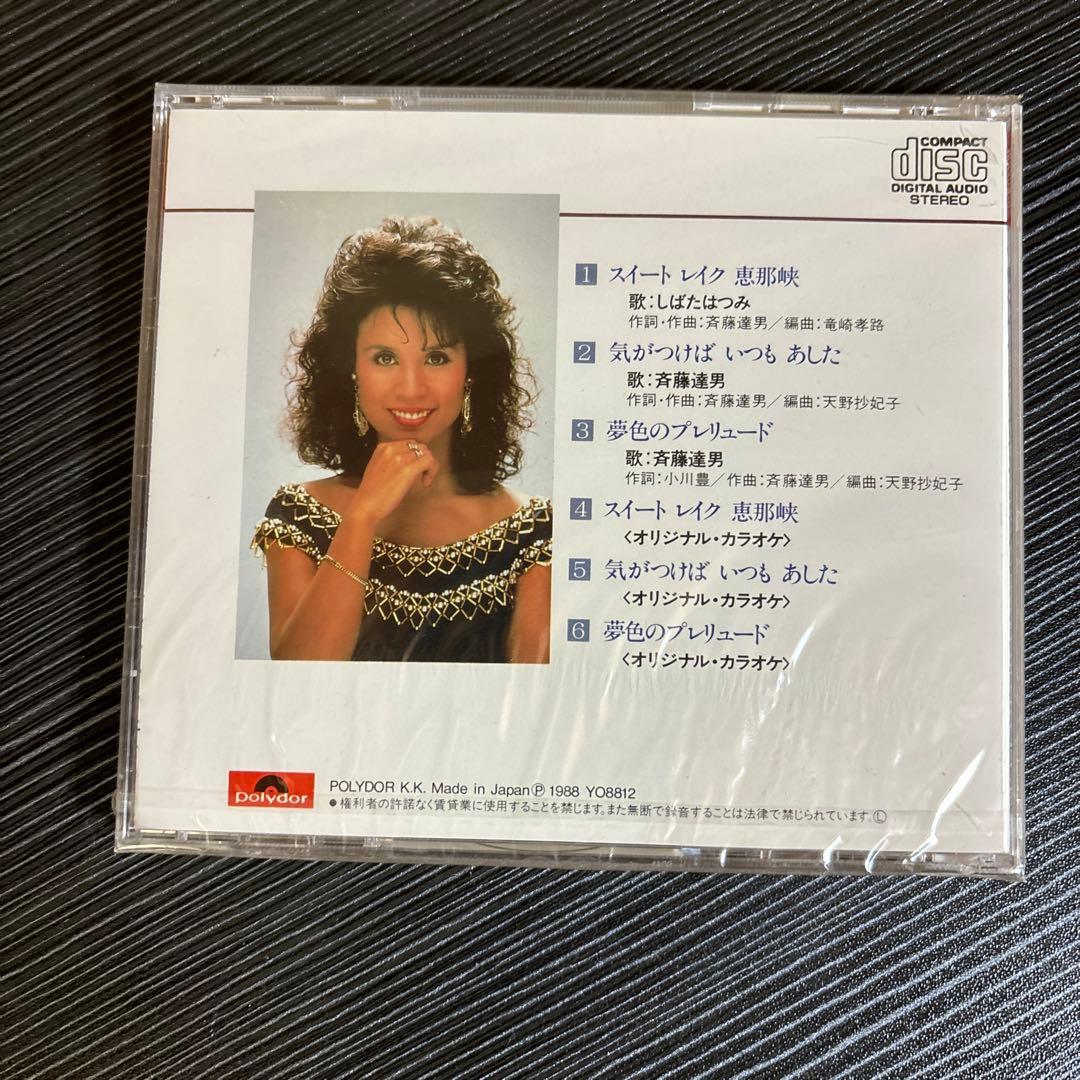 COMPACT
disc
DIGITAL AUDIO
STEREO
1 スイート レイク 恵那峡
歌:しばたはつみ
作詞・作曲:斉藤達男/編曲:竜崎孝路
2 気がつけば いつも あした
歌:斉藤達男
作詞・作曲:斉藤達男/編曲:天野抄妃子
3 夢色のプレリュード
歌:斉藤達男
作詞:小川豊/作曲:斉藤達男/編曲:天野抄妃子
4 スイート レイク 恵那峡
〈オリジナル・カラオケ〉
5 気がつけば いつも あした
〈オリジナル・カラオケ〉
6 夢色のプレリュード
〈オリジナル・カラオケ〉
polydor
POLYDOR K.K. Made in Japan Ⓟ 1988 YO8812
●権利者の許諾なく賃貸業に使用することを禁じます。また無断で録音することは法律で禁じられています。Ⓛ